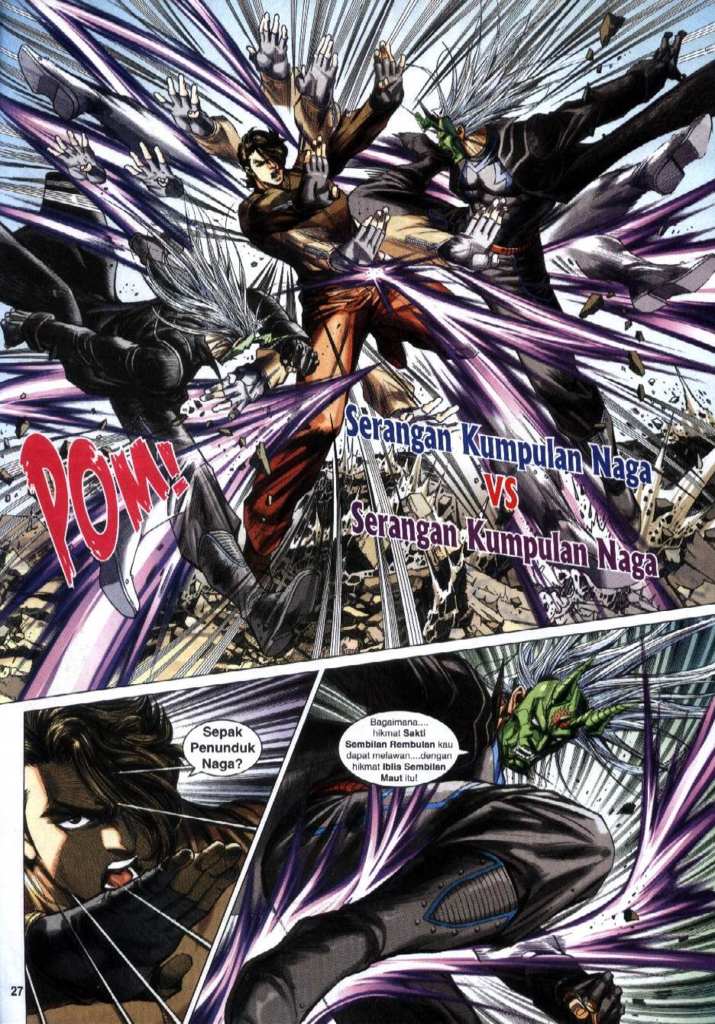 POM!
Serangan Kumpulan Naga
VS
Serangan Kumpulan Naga
Sepak
Penunduk
Naga?
Bagaimana....
hikmat Sakti
Sembilan Rembulan kau
dapat melawan....dengan
hikmat Iblis Sembilan
Maut itu!
27